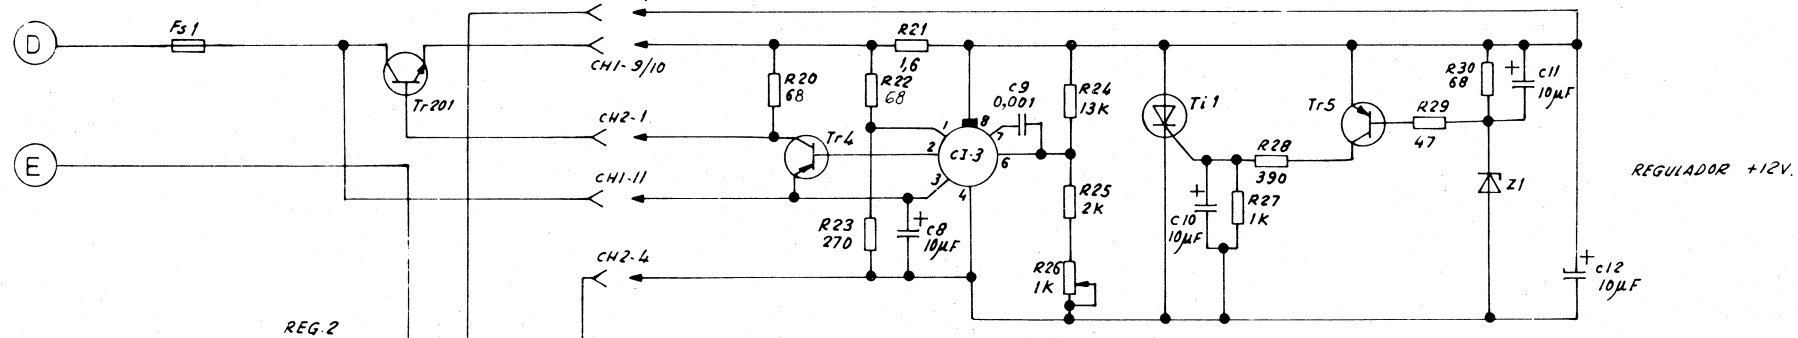 D
Fs1
Tr201
CH1-9/10
R20
68
R21
1,6
R22
68
C9
0,001
R24
13K
Ti1
Tr5
R29
47
R30
68
C11
10µF
CH2-1
Tr4
1
2
3
4
8
7
6
CI-3
E
CH1-11
R28
390
Z1
REGULADOR +12V.
R25
2K
C10
10µF
R27
1K
R23
270
C8
10µF
CH2-4
R26
1K
C12
10µF
REG.2